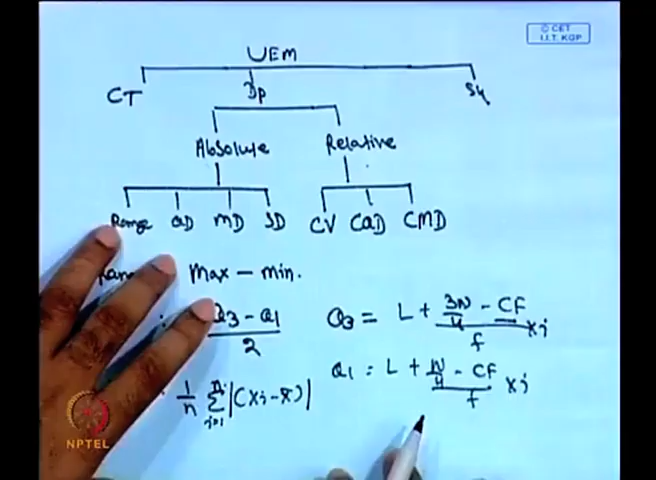 © CET
I.I.T. KGP
UEM
CT Dp Sk
Absolute Relative
Range QD MD SD CV CQD CMD
Max - min.
Q3 - Q1 / 2 Q3 = L + 3N/4 - CF / f × i
Q1 = L + N/4 - CF / f × i
1/n Σ i=1 n |(Xi - x̄)|
NPTEL